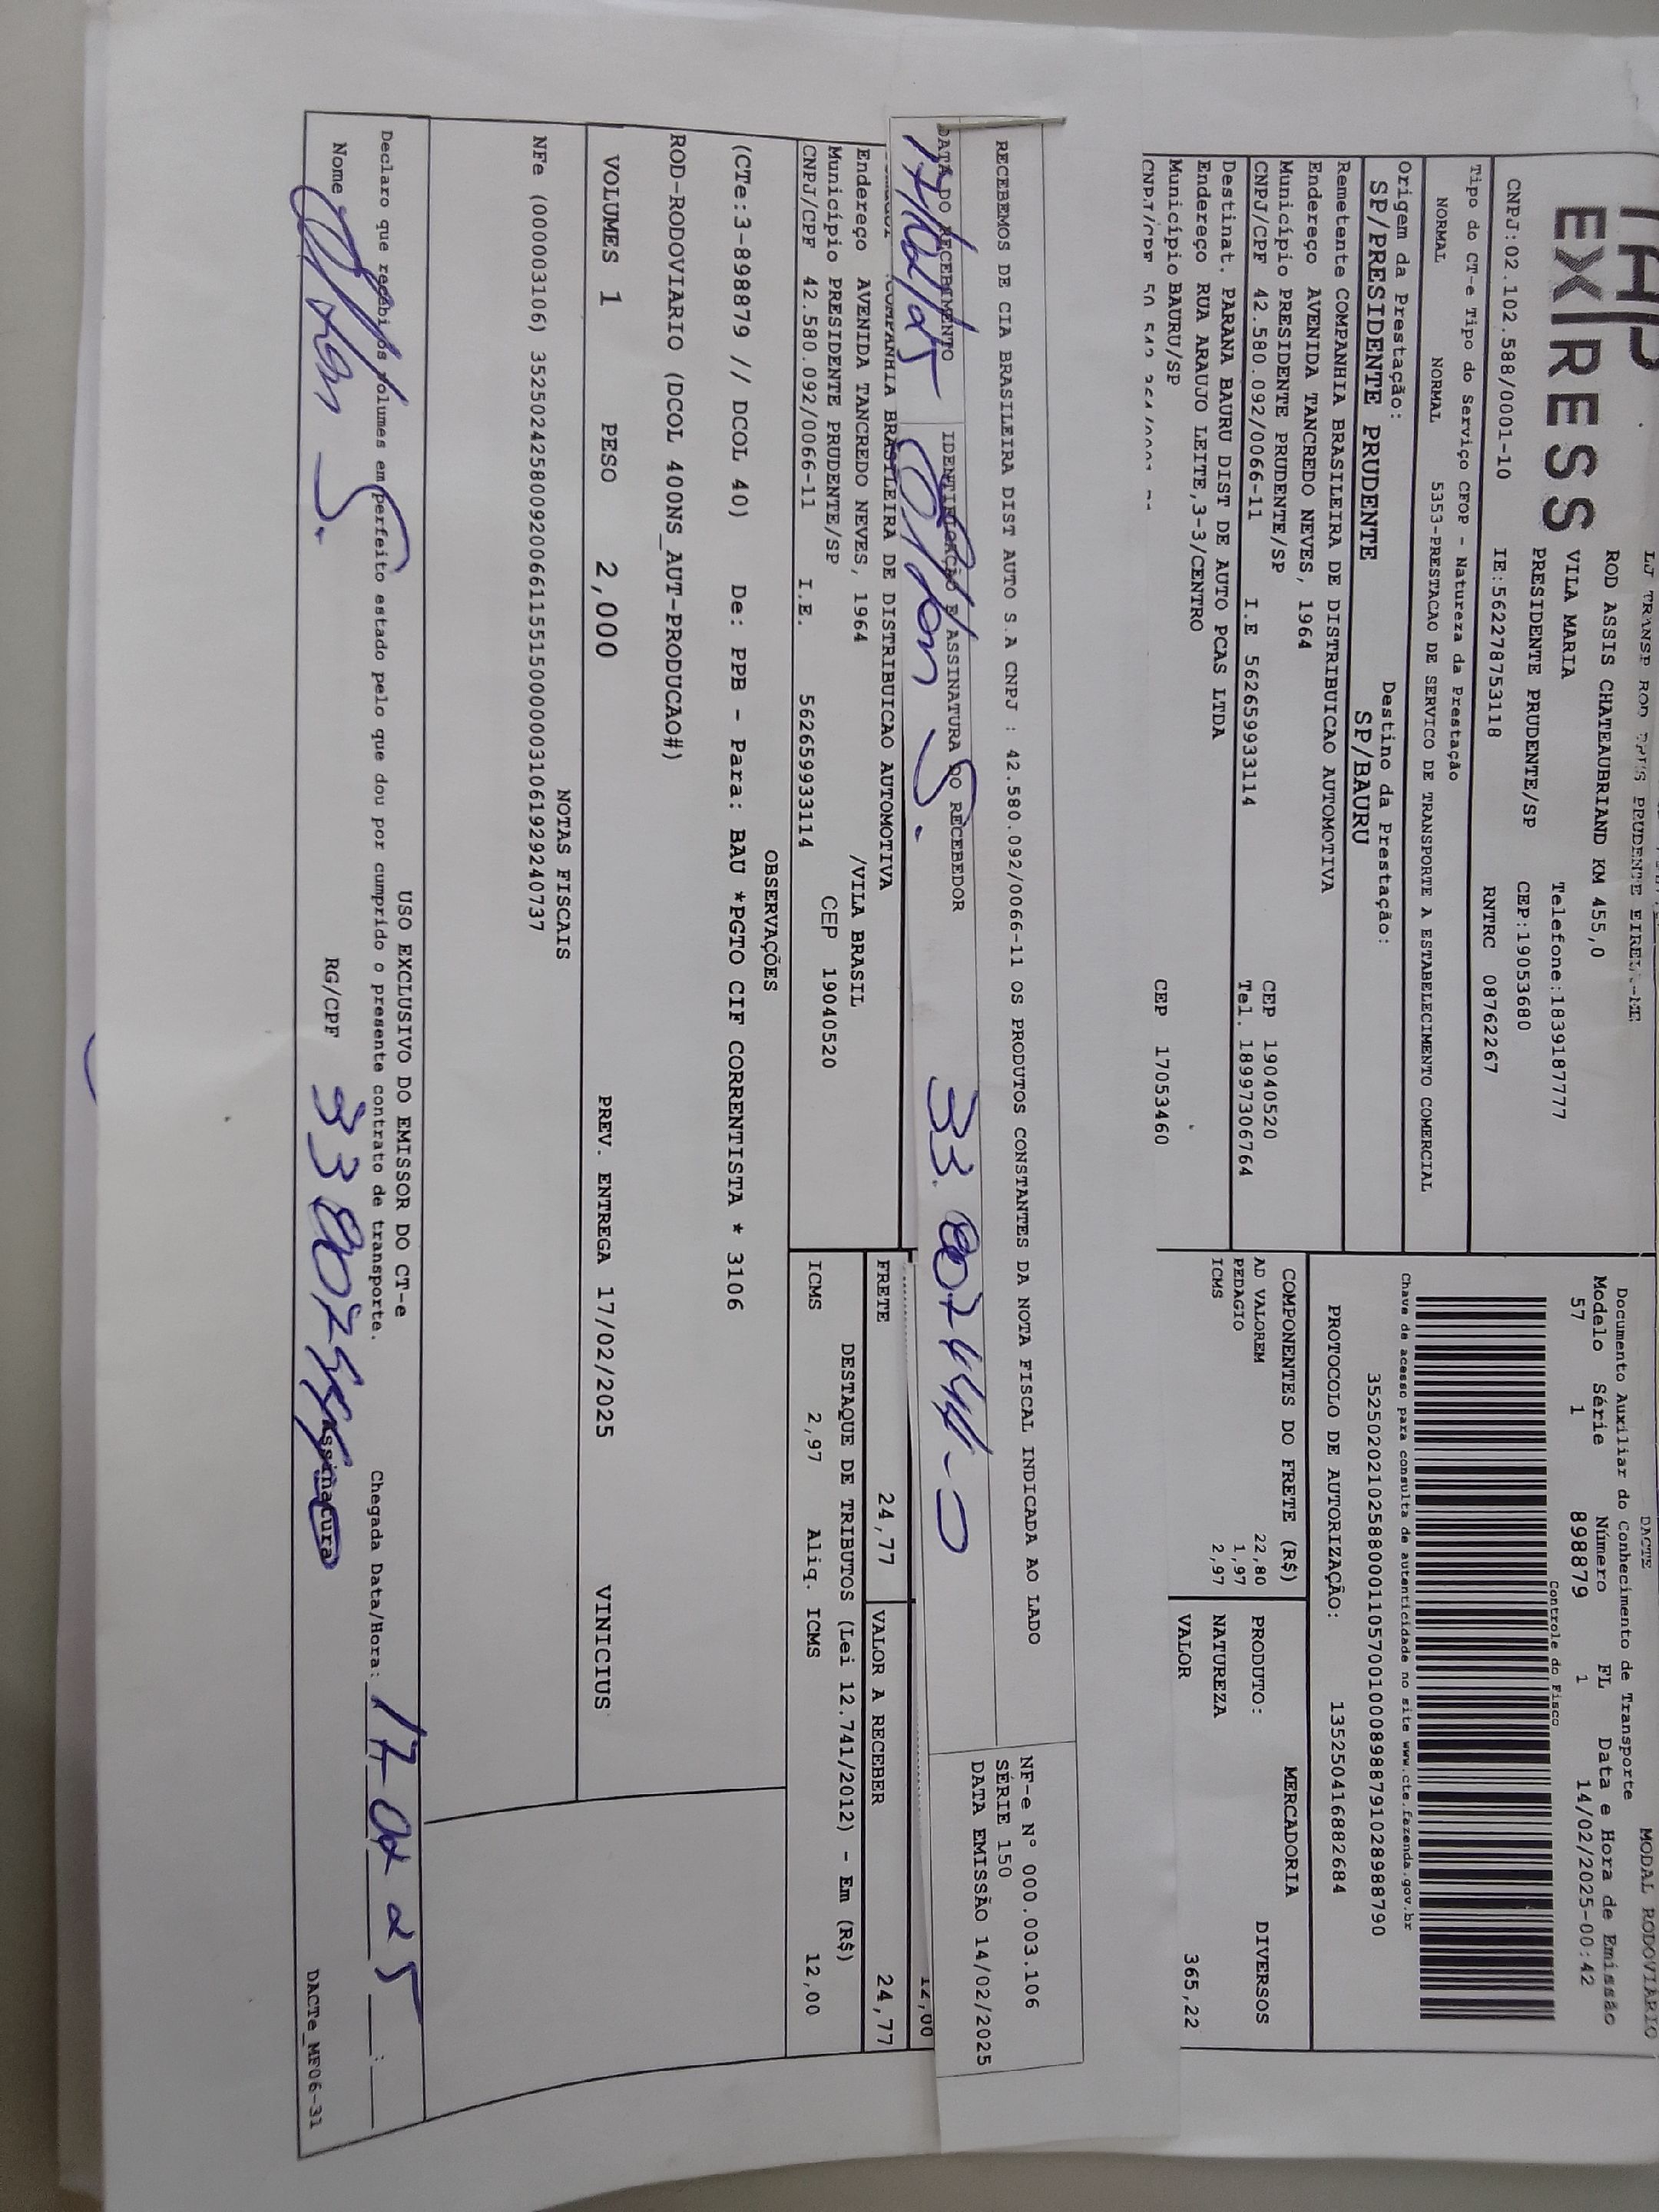 DACTE
MODAL RODOVIÁRIO
EXPRESS
ROD ASSIS CHATEAUBRIAND KM 455,0
VILA MARIA
Telefone:1839187777
PRESIDENTE PRUDENTE/SP
CEP:19053680
CNPJ:02.102.588/0001-10
IE:562278753118
RNTRC 08762267
Documento Auxiliar do Conhecimento de Transporte
Modelo Série Número FL Data e Hora de Emissão
57 1 898879 1 14/02/2025-00:42
Controle do Fisco
Chave de acesso para consulta de autenticidade no site www.cte.fazenda.gov.br
35250202102588000110570010008988791028988790
PROTOCOLO DE AUTORIZAÇÃO: 135250416882684
Tipo do CT-e Tipo do Serviço CFOP - Natureza da Prestação
NORMAL NORMAL 5353-PRESTACAO DE SERVICO DE TRANSPORTE A ESTABELECIMENTO COMERCIAL
Origem da Prestação: Destino da Prestação:
SP/PRESIDENTE PRUDENTE SP/BAURU
Remetente COMPANHIA BRASILEIRA DE DISTRIBUICAO AUTOMOTIVA
Endereço AVENIDA TANCREDO NEVES, 1964
Município PRESIDENTE PRUDENTE/SP CEP 19040520
CNPJ/CPF 42.580.092/0066-11 I.E 562659933114 Tel. 18997306764
Destinat. PARANA BAURU DIST DE AUTO PCAS LTDA
Endereço RUA ARAUJO LEITE,3-3/CENTRO
Município BAURU/SP CEP 17053460
COMPONENTES DO FRETE (R$)
AD VALOREM 22,80
PEDAGIO 1,97
ICMS 2,97
MERCADORIA
PRODUTO: DIVERSOS
NATUREZA
VALOR 365,22
RECEBEMOS DE CIA BRASILEIRA DIST AUTO S.A CNPJ : 42.580.092/0066-11 OS PRODUTOS CONSTANTES DA NOTA FISCAL INDICADA AO LADO
NF-e N° 000.003.106
SÉRIE 150
DATA EMISSÃO 14/02/2025
DATA DO RECEBIMENTO IDENTIFICAÇÃO E ASSINATURA DO RECEBEDOR
17/02/25
12,00
COMPANHIA BRASILEIRA DE DISTRIBUICAO AUTOMOTIVA
Endereço AVENIDA TANCREDO NEVES, 1964 /VILA BRASIL
Município PRESIDENTE PRUDENTE/SP CEP 19040520
CNPJ/CPF 42.580.092/0066-11 I.E. 562659933114
FRETE 24,77 VALOR A RECEBER 24,77
DESTAQUE DE TRIBUTOS (Lei 12.741/2012) - Em (R$)
ICMS 2,97 Aliq. ICMS 12,00
OBSERVAÇÕES
(CTe:3-898879 // DCOL 40) De: PPB - Para: BAU *PGTO CIF CORRENTISTA * 3106
ROD-RODOVIARIO (DCOL 400NS_AUT-PRODUCAO#)
VOLUMES 1 PESO 2,000 PREV. ENTREGA 17/02/2025 VINICIUS
NOTAS FISCAIS
NFe (000003106) 35250242580092006611551500000031061929240737
USO EXCLUSIVO DO EMISSOR DO CT-e
Declaro que recebi os volumes em perfeito estado pelo que dou por cumprido o presente contrato de transporte. Chegada Data/Hora: 17 02 25
Nome RG/CPF Assinatura
DACTe_MF06-31